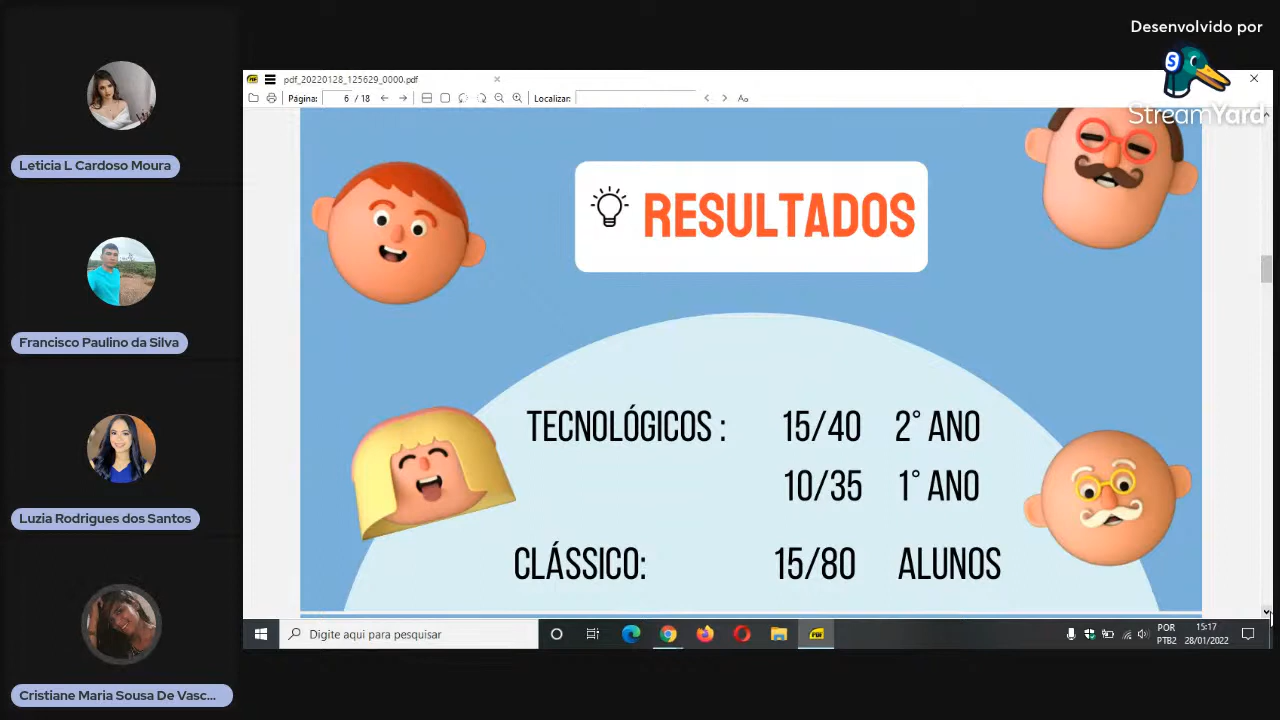 Desenvolvido por
StreamYard
Leticia L Cardoso Moura
Francisco Paulino da Silva
Luzia Rodrigues dos Santos
Cristiane Maria Sousa De Vasc...
pdf_20220128_125629_0000.pdf
Página: 6 / 18 Localizar: Aa
RESULTADOS
TECNOLÓGICOS : 15/40 2° ANO
10/35 1° ANO
CLÁSSICO: 15/80 ALUNOS
Digite aqui para pesquisar
PDF
POR
PTB2
15:17
28/01/2022